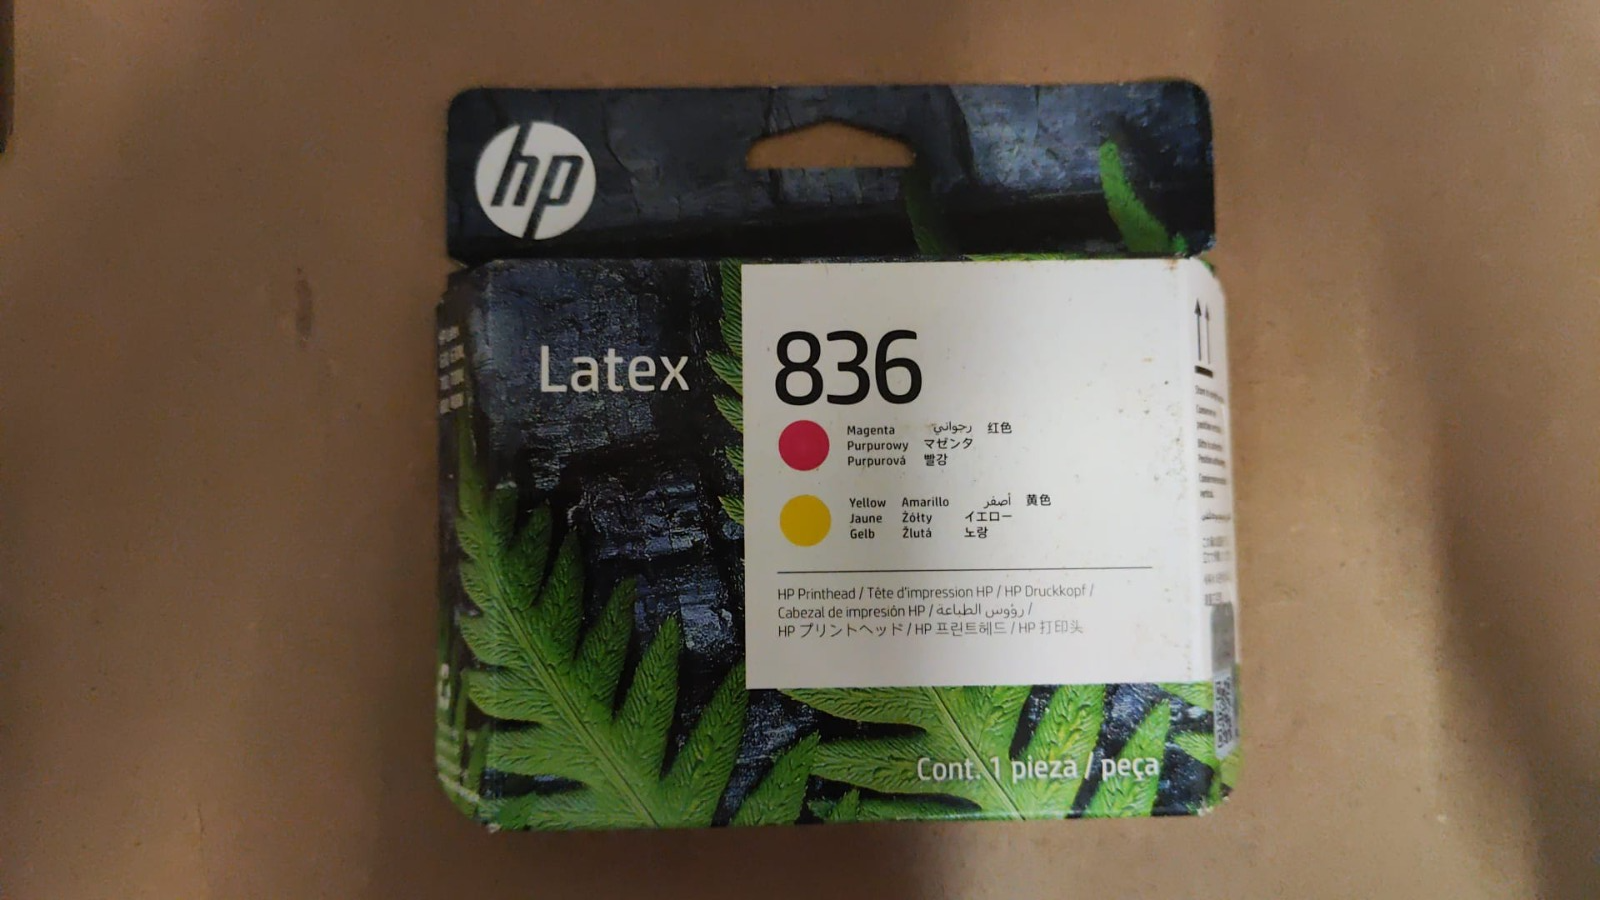 hp
Latex
836
Magenta رجواني 红色
Purpurowy マゼンタ
Purpurová 빨강
Yellow Amarillo أصفر 黄色
Jaune Żółty イエロー
Gelb Žlutá 노랑
HP Printhead / Tête d'impression HP / HP Druckkopf /
Cabezal de impresión HP / رؤوس الطباعة /
HP プリントヘッド / HP 프린트헤드 / HP 打印头
Cont. 1 pieza / peça